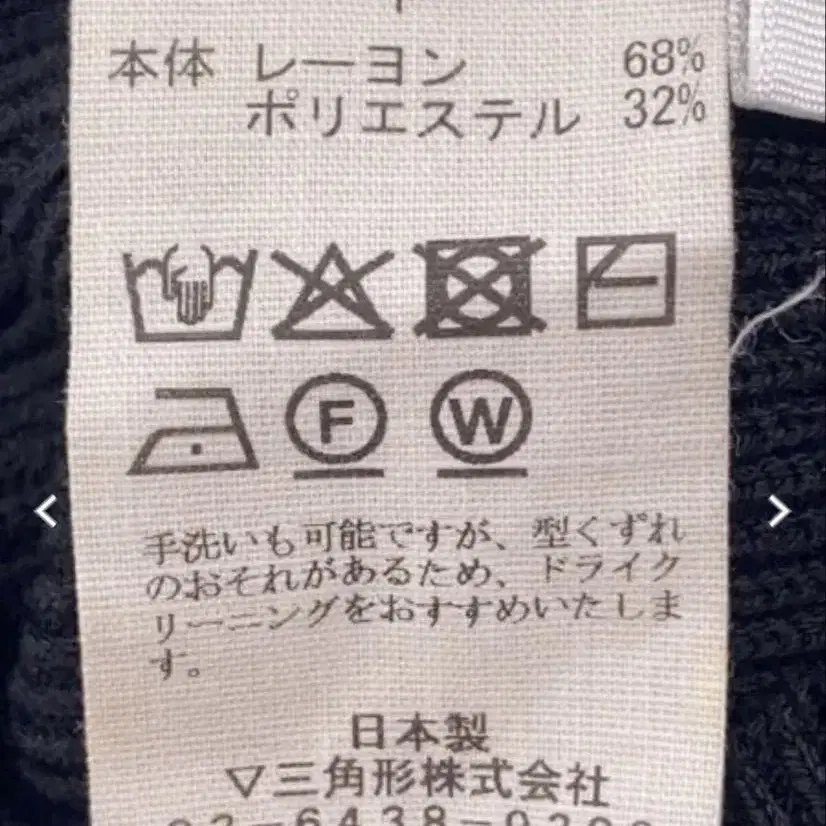 本体 レーヨン 68%
ポリエステル 32%
F W
手洗いも可能ですが、型くずれ
のおそれがあるため、ドライク
リーニングをおすすめいたしま
す。
日本製
▽三角形株式会社